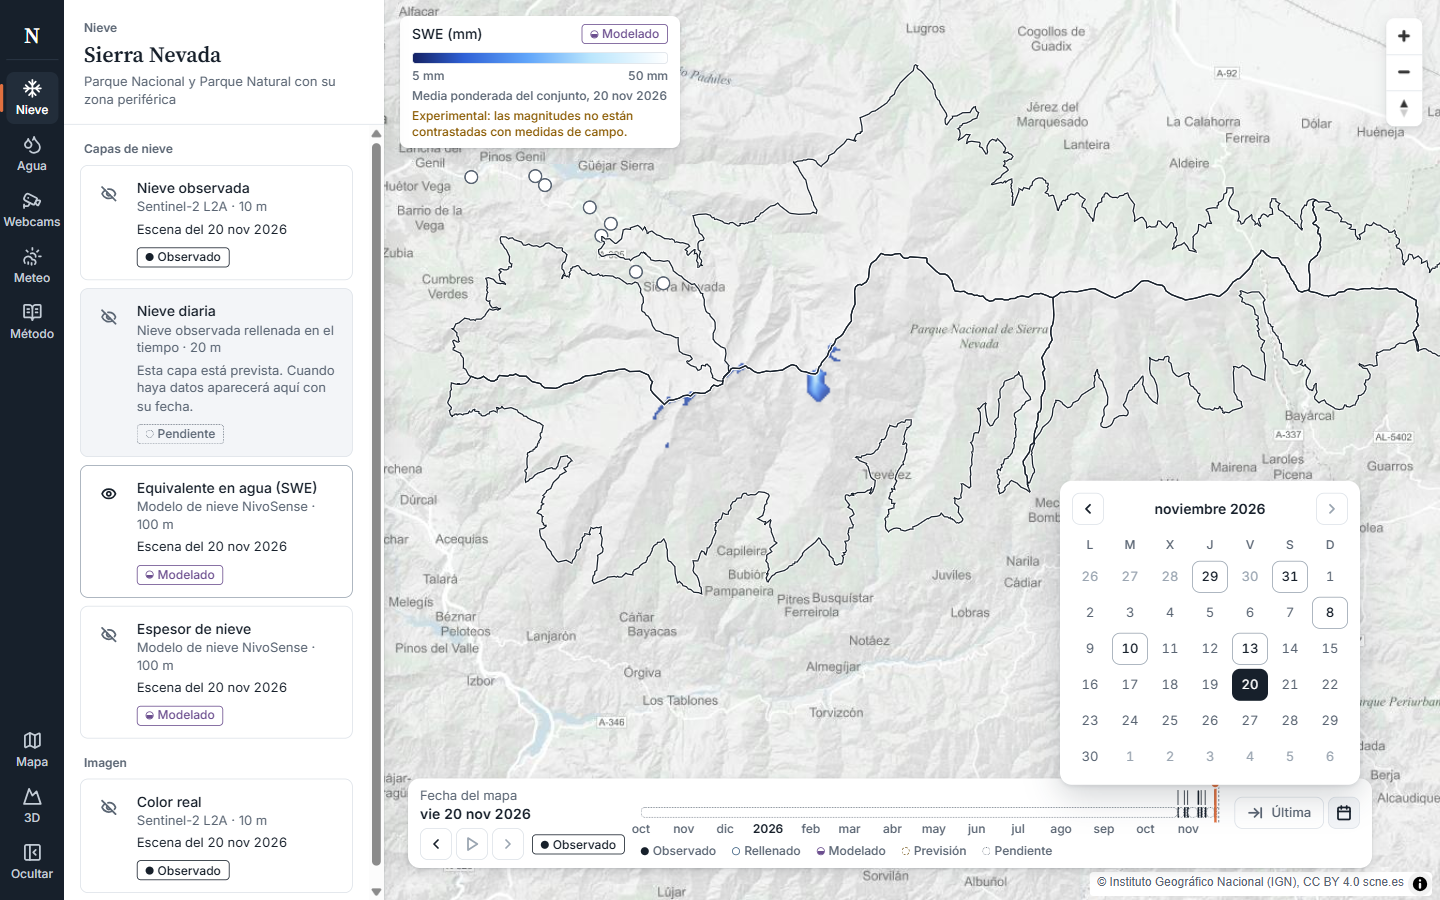 N
Nieve
Agua
Webcams
Meteo
Método
Mapa
3D
Ocultar
Nieve
Sierra Nevada
Parque Nacional y Parque Natural con su
zona periférica
Capas de nieve
Nieve observada
Sentinel-2 L2A · 10 m
Escena del 20 nov 2026
Observado
Nieve diaria
Nieve observada rellenada en el
tiempo · 20 m
Esta capa está prevista. Cuando
haya datos aparecerá aquí con
su fecha.
Pendiente
Equivalente en agua (SWE)
Modelo de nieve NivoSense ·
100 m
Escena del 20 nov 2026
Modelado
Espesor de nieve
Modelo de nieve NivoSense ·
100 m
Escena del 20 nov 2026
Modelado
Imagen
Color real
Sentinel-2 L2A · 10 m
Escena del 20 nov 2026
Observado
SWE (mm)
Modelado
5 mm
50 mm
Media ponderada del conjunto, 20 nov 2026
Experimental: las magnitudes no están
contrastadas con medidas de campo.
Alfacar
Lugros
Cogollos de
Guadix
A-92
Jérez del
Marquesado
La Calahorra
Dólar
Huéneja
Ferreira
Lanteira
Aldeire
Genil
Pinos Genil
Güéjar Sierra
Huétor Vega
Barrio de la
Vega
Zubia
Cumbres
Verdes
Sierra Nevada
Parque Nacional de Sierra
Nevada
Bayárcal
A-337
AL-5402
Laroles
Mairena
Picena
Guarros
Trevélez
Dúrcal
Acequias
Capileira
Bubión
Pampaneira
Pitres
Busquístar
Ferreirola
Juviles
Narila
Cádiar
Lobras
Talará
Melegís
Béznar
Peloteos
Pinos del Valle
Cáñar
Bayacas
Lanjarón
Notáez
Almegíjar
Órgiva
Izbor
Los Tablones
Torvizcón
A-346
Berja
Alcaudique
Sorvilán
Albuñol
Lújar
noviembre 2026
L M X J V S D
26 27 28 29 30 31 1
2 3 4 5 6 7 8
9 10 11 12 13 14 15
16 17 18 19 20 21 22
23 24 25 26 27 28 29
30 1 2 3 4 5 6
Fecha del mapa
vie 20 nov 2026
Observado
oct nov dic 2026 feb mar abr may jun jul ago sep oct nov
Observado Rellenado Modelado Previsión Pendiente
Última
© Instituto Geográfico Nacional (IGN), CC BY 4.0 scne.es